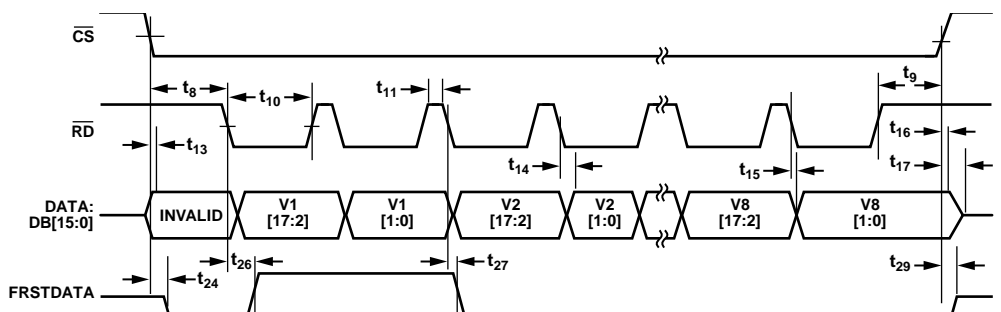 CS
t8
t10
t11
t9
RD
t13
t14
t15
t16
t17
DATA:
DB[15:0]
INVALID
V1
[17:2]
V1
[1:0]
V2
[17:2]
V2
[1:0]
V8
[17:2]
V8
[1:0]
t24
t26
t27
t29
FRSTDATA